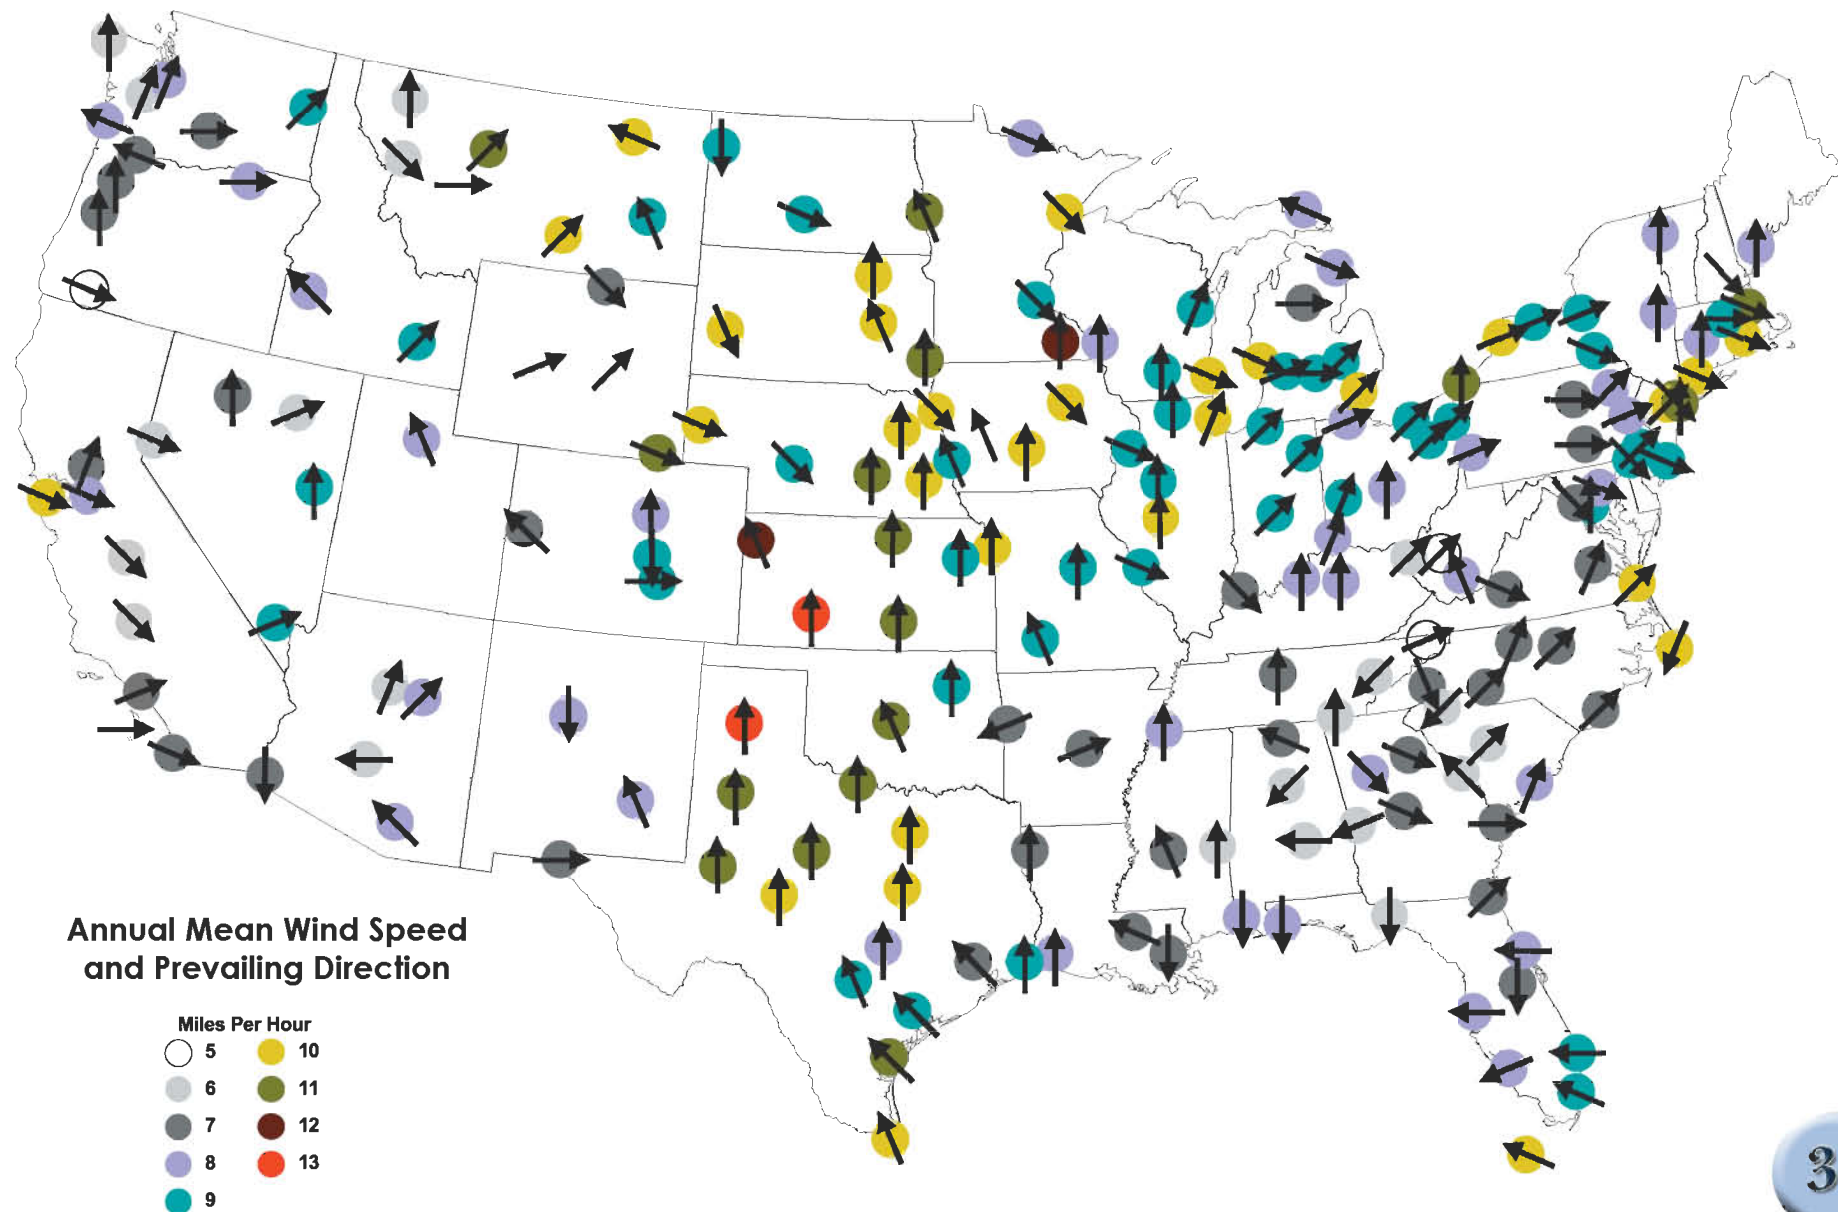 Annual Mean Wind Speed
and Prevailing Direction
Miles Per Hour
5 10
6 11
7 12
8 13
9
3